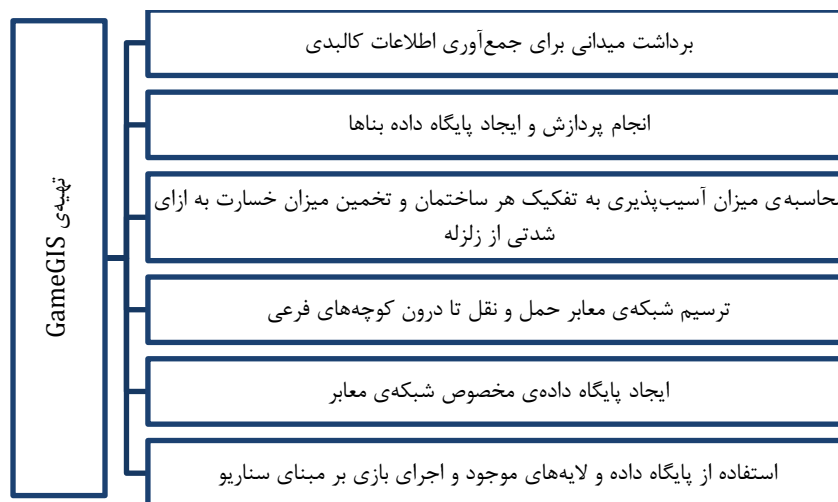 تهیه‌ی GameGIS
برداشت میدانی برای جمع‌آوری اطلاعات کالبدی
انجام پردازش و ایجاد پایگاه داده بناها
محاسبه‌ی میزان آسیب‌پذیری به تفکیک هر ساختمان و تخمین میزان خسارت به ازای
شدتی از زلزله
ترسیم شبکه‌ی معابر حمل و نقل تا درون کوچه‌های فرعی
ایجاد پایگاه داده‌ی مخصوص شبکه‌ی معابر
استفاده از پایگاه داده و لایه‌های موجود و اجرای بازی بر مبنای سناریو